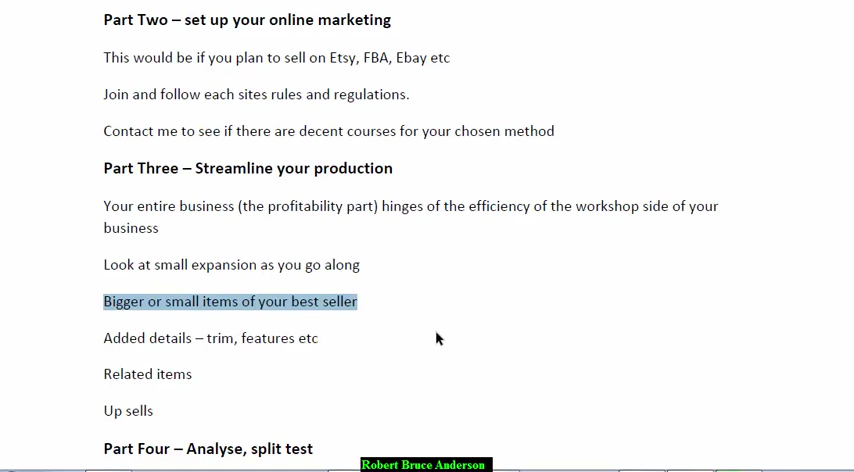 Part Two – set up your online marketing
This would be if you plan to sell on Etsy, FBA, Ebay etc
Join and follow each sites rules and regulations.
Contact me to see if there are decent courses for your chosen method
Part Three – Streamline your production
Your entire business (the profitability part) hinges of the efficiency of the workshop side of your
business
Look at small expansion as you go along
Bigger or small items of your best seller
Added details – trim, features etc
Related items
Up sells
Part Four – Analyse, split test
Robert Bruce Anderson